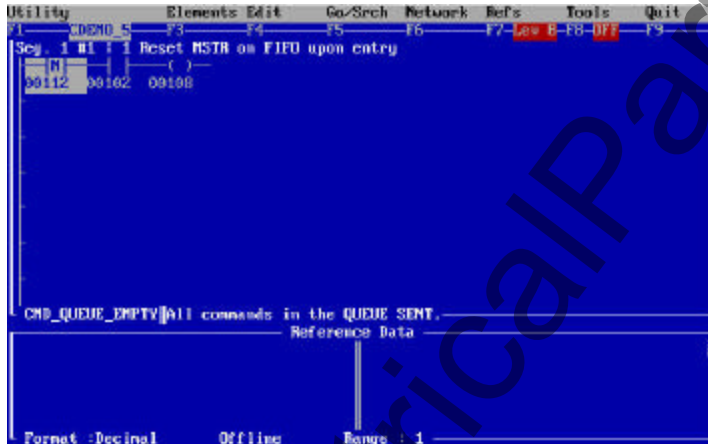 Utility Elements Edit Go/Srch Network Ref's Tools Quit
F1 CDEMO_5 F3 F4 F5 F6 F7-Lev 8-F8-OFF F9
Seg. 1 #1 : 1 Reset MSTR on FIFO upon entry
N ( )
00112 00102 00108
CMD_QUEUE_EMPTY All commands in the QUEUE SENT.
Reference Data
Format :Decimal Offline Range : 1